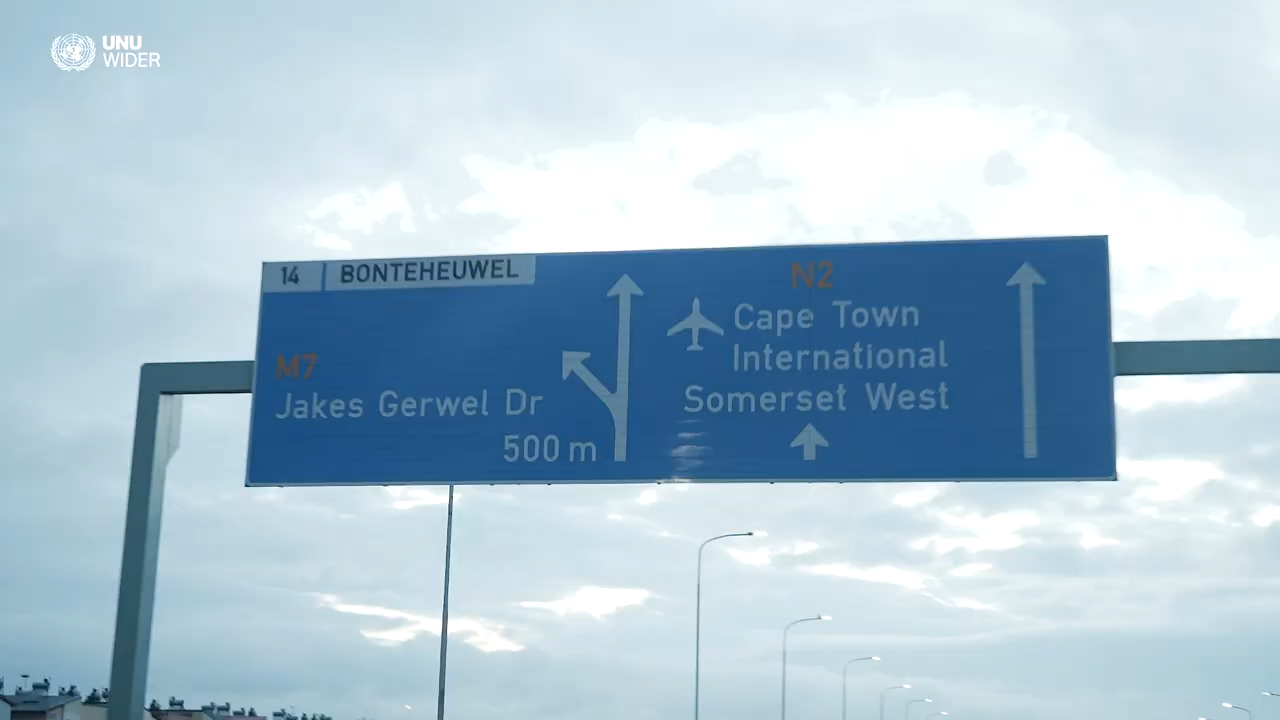 UNU
WIDER
14 BONTEHEUWEL
M7
Jakes Gerwel Dr
500 m
N2
Cape Town
International
Somerset West